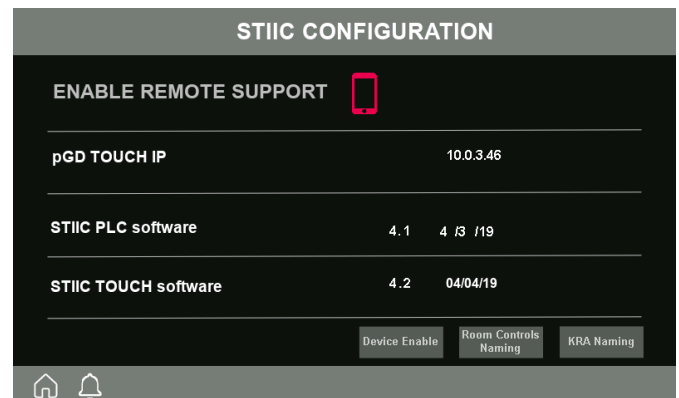 STIIC CONFIGURATION
ENABLE REMOTE SUPPORT
pGD TOUCH IP 10.0.3.46
STIIC PLC software 4.1 4 /3 /19
STIIC TOUCH software 4.2 04/04/19
Device Enable
Room Controls
Naming
KRA Naming